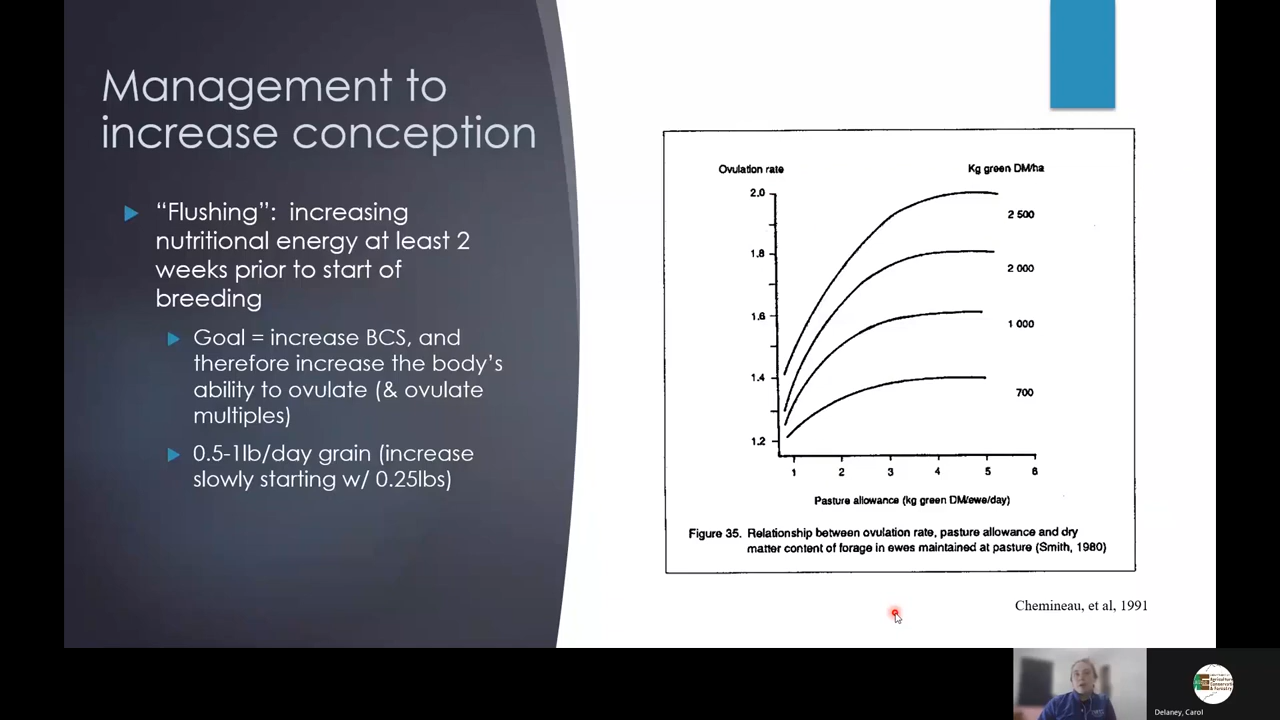 Management to
increase conception
“Flushing”: increasing
nutritional energy at least 2
weeks prior to start of
breeding
Goal = increase BCS, and
therefore increase the body’s
ability to ovulate (& ovulate
multiples)
0.5-1lb/day grain (increase
slowly starting w/ 0.25lbs)
Ovulation rate
Kg green DM/ha
2.0
1.8
1.6
1.4
1.2
2 500
2 000
1 000
700
1 2 3 4 5 6
Pasture allowance (kg green DM/ewe/day)
Figure 35. Relationship between ovulation rate, pasture allowance and dry
matter content of forage in ewes maintained at pasture (Smith, 1980)
Chemineau, et al, 1991
Agriculture
Conservation
& Forestry
Delaney, Carol